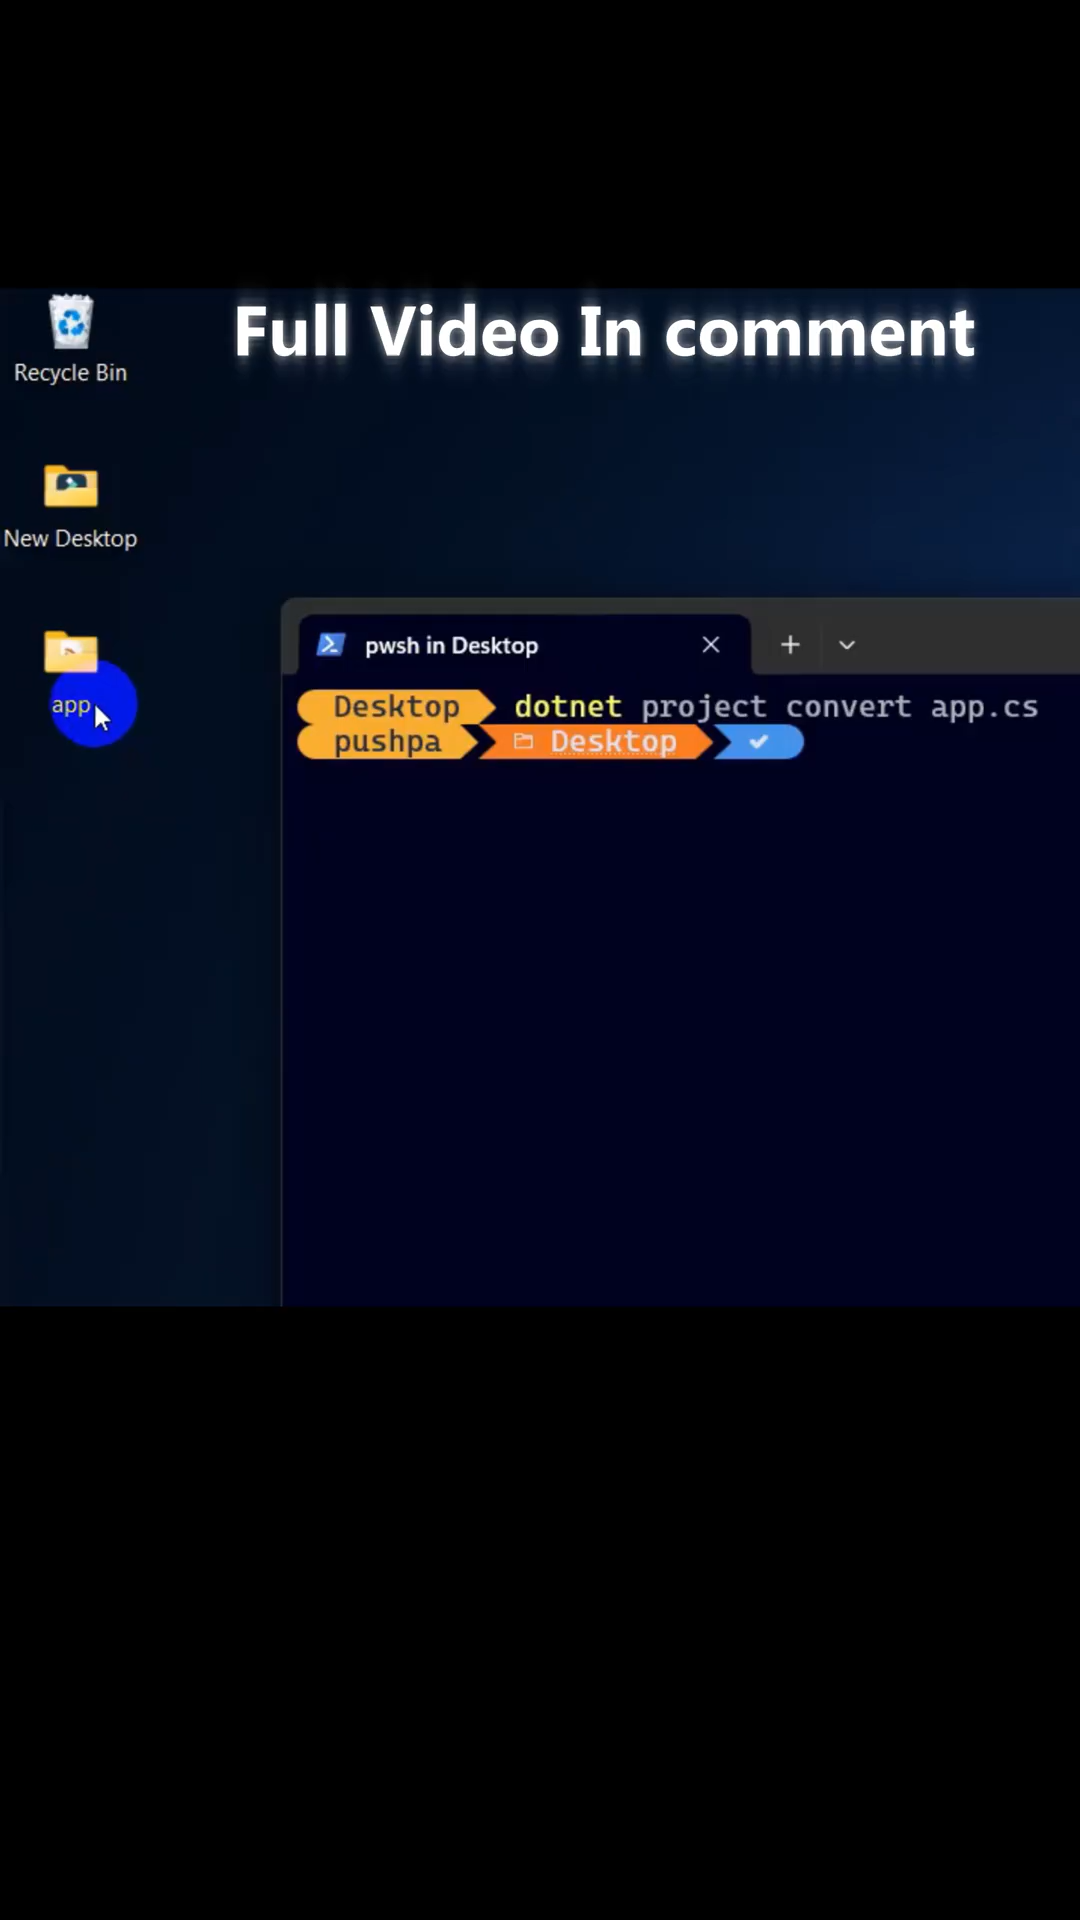 Full Video In comment
Recycle Bin
New Desktop
app
pwsh in Desktop
Desktop dotnet project convert app.cs
pushpa Desktop